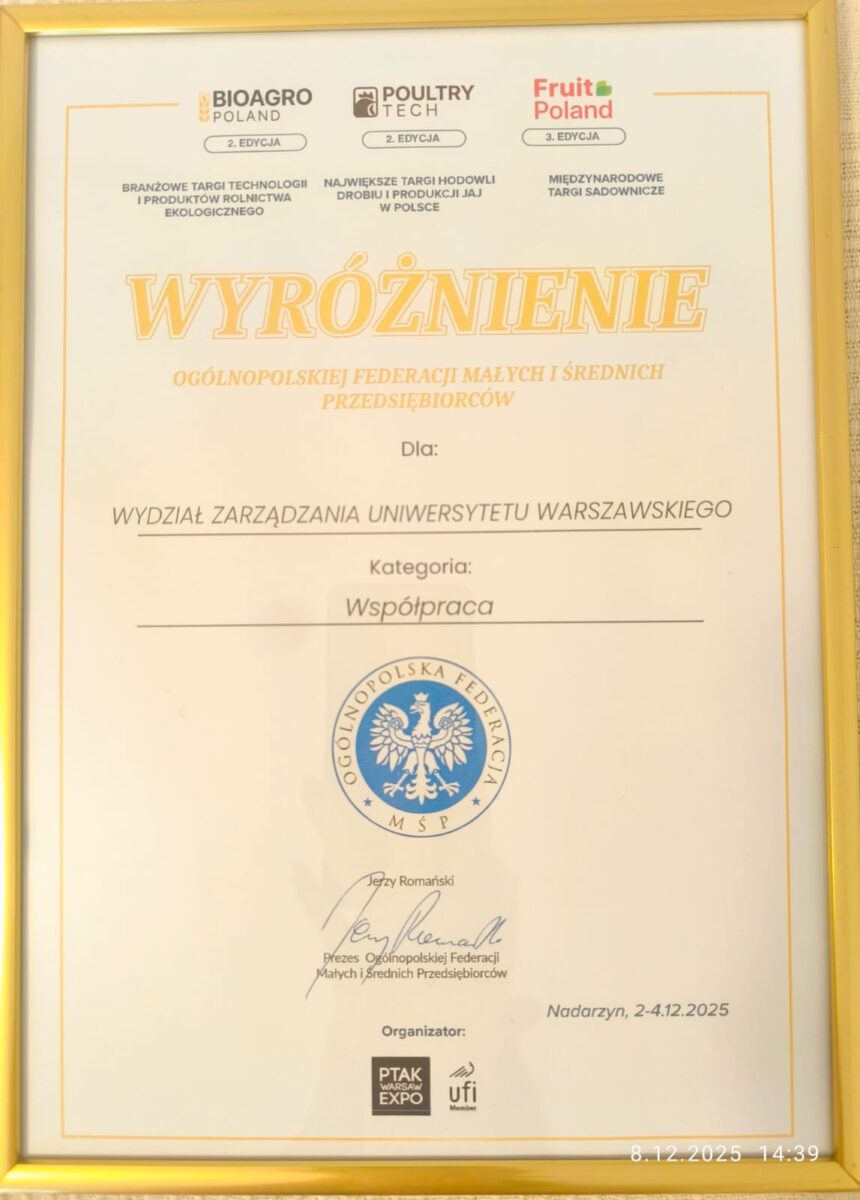 BIOAGRO
POLAND
2. EDYCJA
BRANŻOWE TARGI TECHNOLOGII
I PRODUKTÓW ROLNICTWA
EKOLOGICZNEGO
POULTRY
TECH
2. EDYCJA
NAJWIĘKSZE TARGI HODOWLI
DROBIU I PRODUKCJI JAJ
W POLSCE
Fruit
Poland
3. EDYCJA
MIĘDZYNARODOWE
TARGI SADOWNICZE
WYRÓŻNIENIE
OGÓLNOPOLSKIEJ FEDERACJI MAŁYCH I ŚREDNICH
PRZEDSIĘBIORCÓW
Dla:
WYDZIAŁ ZARZĄDZANIA UNIWERSYTETU WARSZAWSKIEGO
Kategoria:
Współpraca
OGÓLNOPOLSKA FEDERACJA
MŚP
Jerzy Romański
Prezes Ogólnopolskiej Federacji
Małych i Średnich Przedsiębiorców
Nadarzyn, 2-4.12.2025
Organizator:
PTAK
WARSAW
EXPO
ufi
Member
8.12.2025 14:39